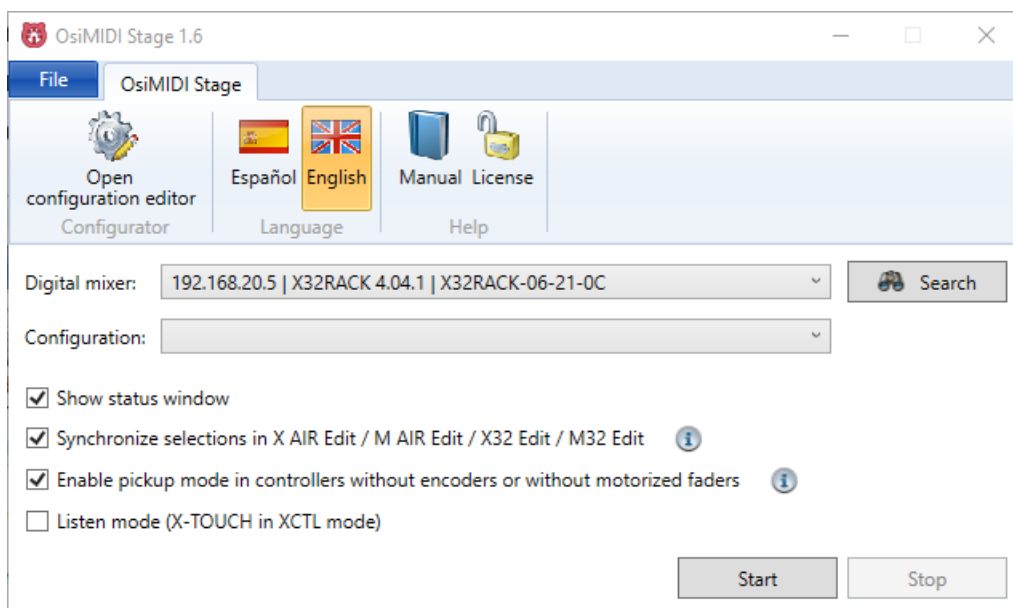 OsiMIDI Stage 1.6
File
OsiMIDI Stage
Open
configuration editor
Configurator
Español English
Language
Manual License
Help
Digital mixer:
192.168.20.5 | X32RACK 4.04.1 | X32RACK-06-21-0C
Search
Configuration:
Show status window
Synchronize selections in X AIR Edit / M AIR Edit / X32 Edit / M32 Edit
Enable pickup mode in controllers without encoders or without motorized faders
Listen mode (X-TOUCH in XCTL mode)
Start
Stop